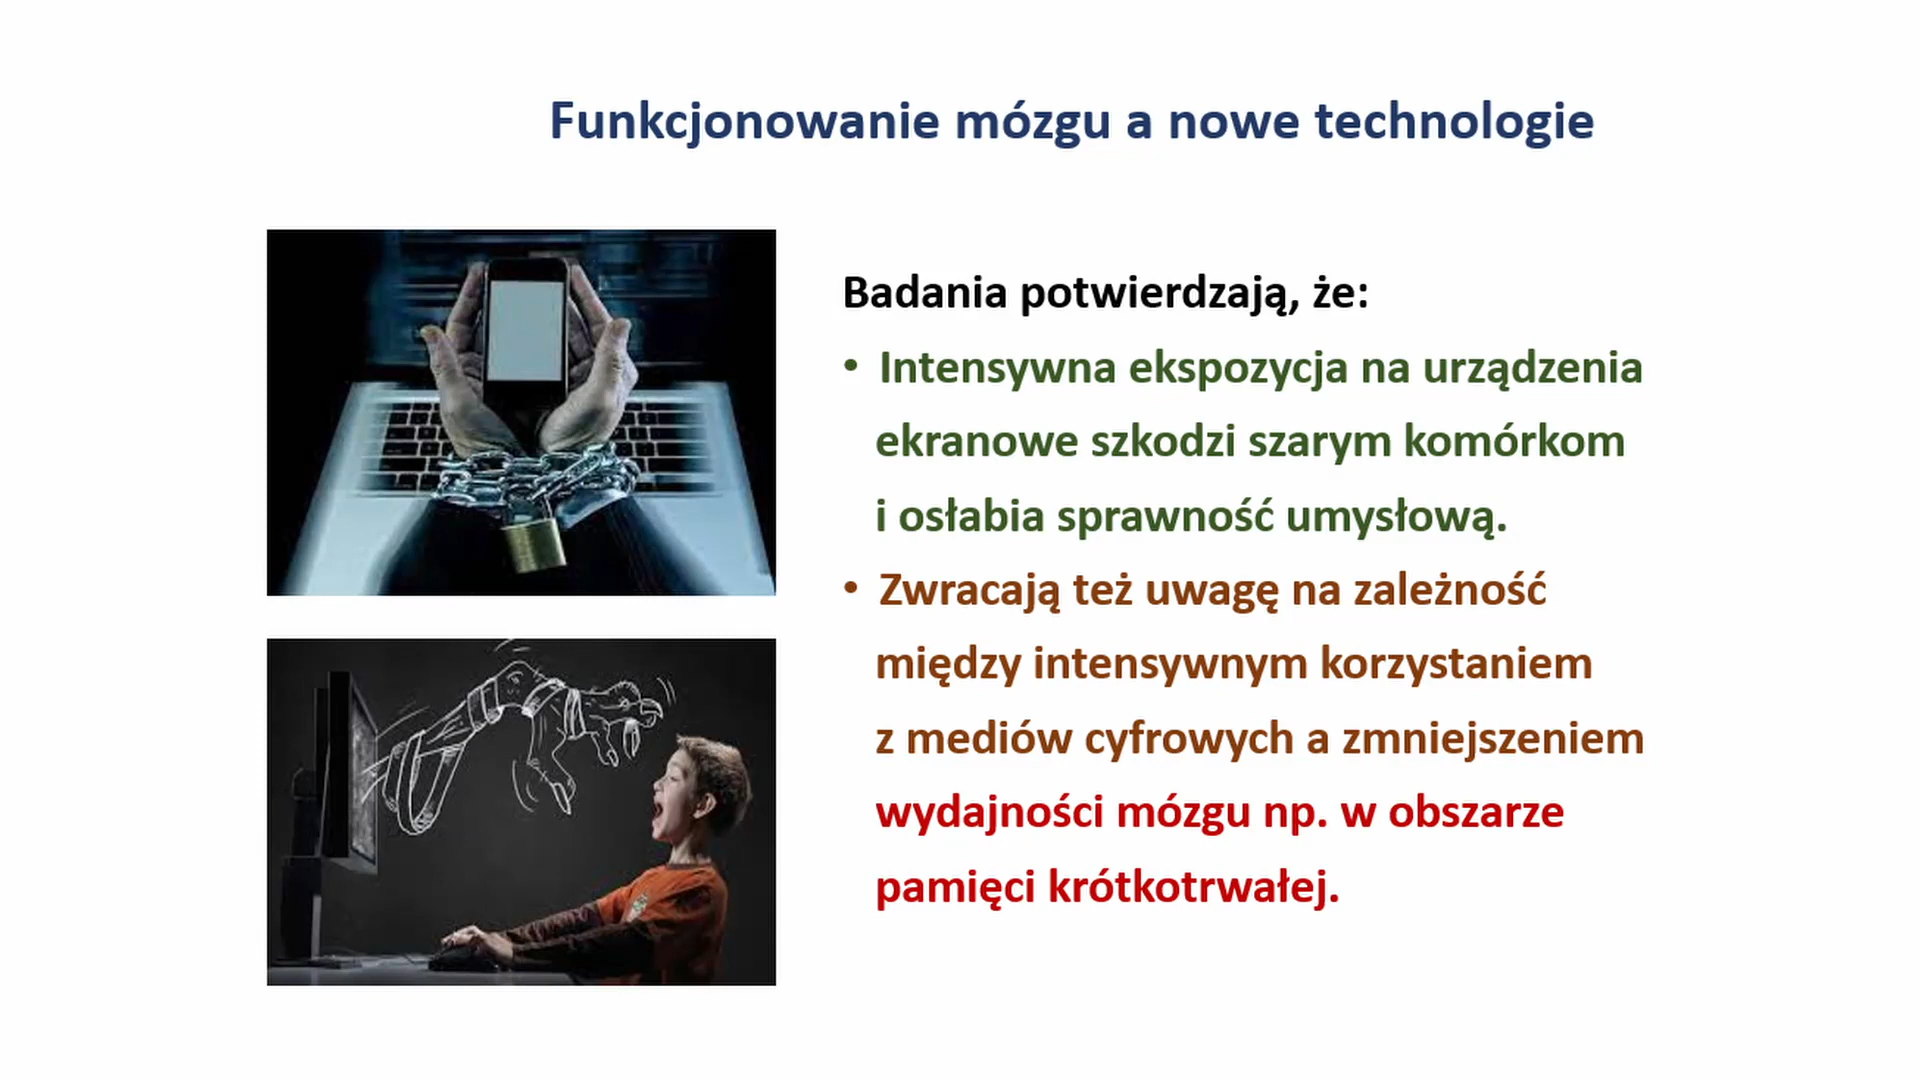 Funkcjonowanie mózgu a nowe technologie
Badania potwierdzają, że:
• Intensywna ekspozycja na urządzenia
ekranowe szkodzi szarym komórkom
i osłabia sprawność umysłową.
• Zwracają też uwagę na zależność
między intensywnym korzystaniem
z mediów cyfrowych a zmniejszeniem
wydajności mózgu np. w obszarze
pamięci krótkotrwałej.